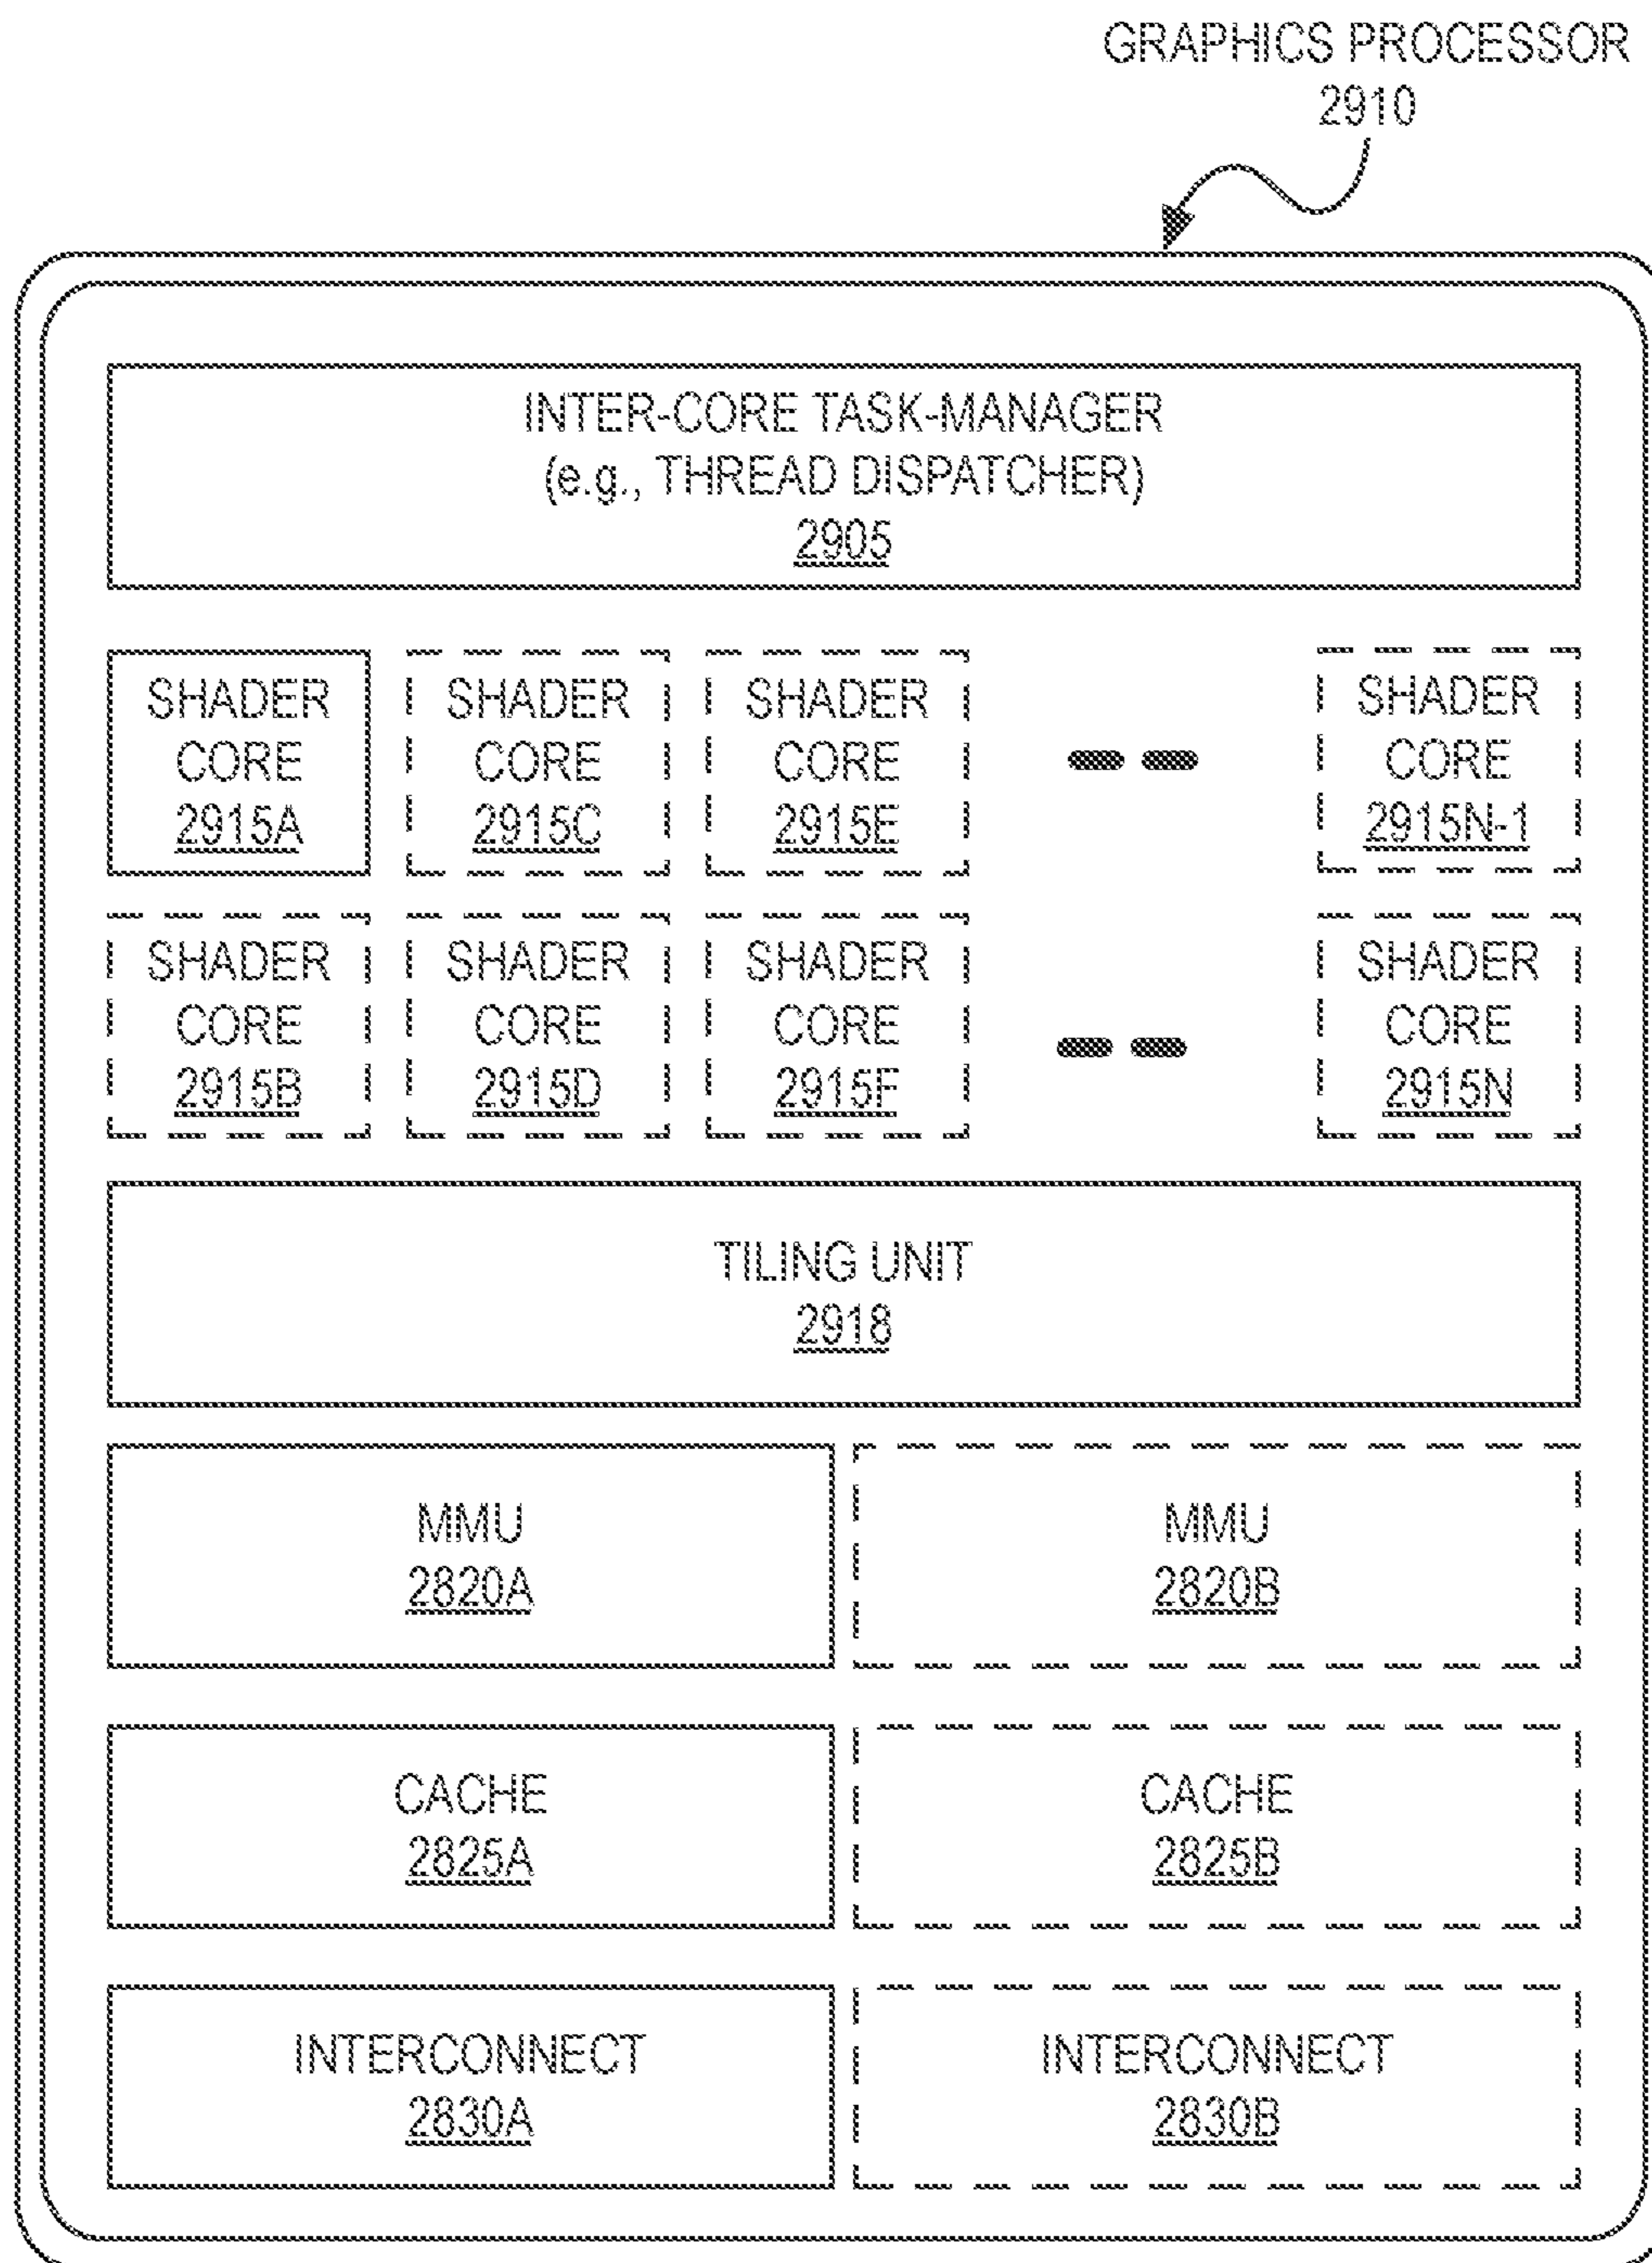 GRAPHICS PROCESSOR
2910
INTER-CORE TASK-MANAGER
(e.g., THREAD DISPATCHER)
2905
SHADER
CORE
2915A
SHADER
CORE
2915C
SHADER
CORE
2915E
SHADER
CORE
2915N-1
SHADER
CORE
2915B
SHADER
CORE
2915D
SHADER
CORE
2915F
SHADER
CORE
2915N
TILING UNIT
2918
MMU
2820A
MMU
2820B
CACHE
2825A
CACHE
2825B
INTERCONNECT
2830A
INTERCONNECT
2830B